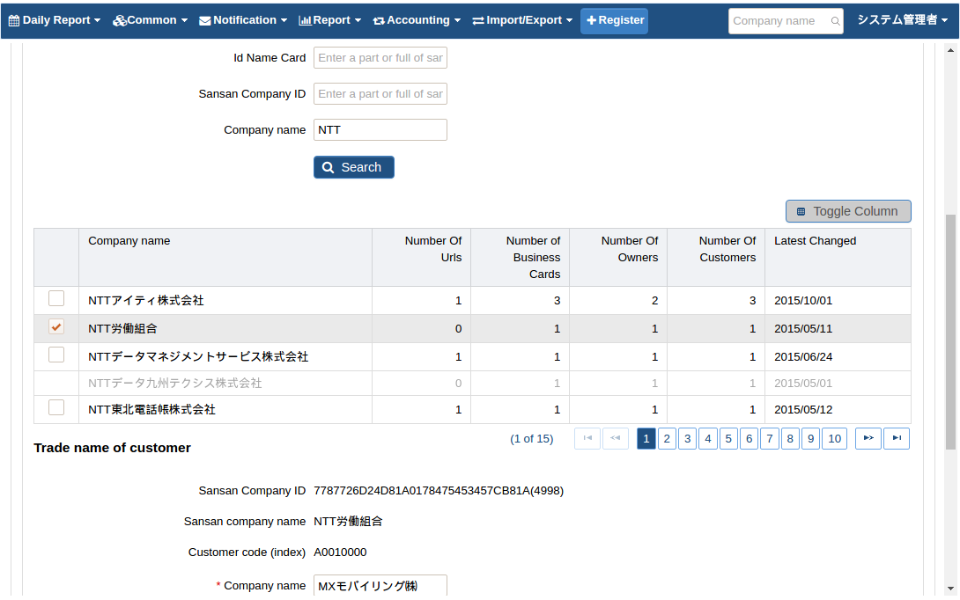 Daily Report Common Notification Report Accounting Import/Export Register Company name システム管理者
Id Name Card Enter a part or full of sar
Sansan Company ID Enter a part or full of sar
Company name NTT
Search
Toggle Column
Company name Number Of Urls Number of Business Cards Number Of Owners Number Of Customers Latest Changed
NTTアイティ株式会社 1 3 2 3 2015/10/01
NTT労働組合 0 1 1 1 2015/05/11
NTTデータマネジメントサービス株式会社 1 1 1 1 2015/06/24
NTTデータ九州テクシス株式会社 0 1 1 1 2015/05/01
NTT東北電話帳株式会社 1 1 1 1 2015/05/12
(1 of 15) 1 2 3 4 5 6 7 8 9 10
Trade name of customer
Sansan Company ID 7787726D24D81A0178475453457CB81A(4998)
Sansan company name NTT労働組合
Customer code (index) A0010000
* Company name MXモバイリング㈱